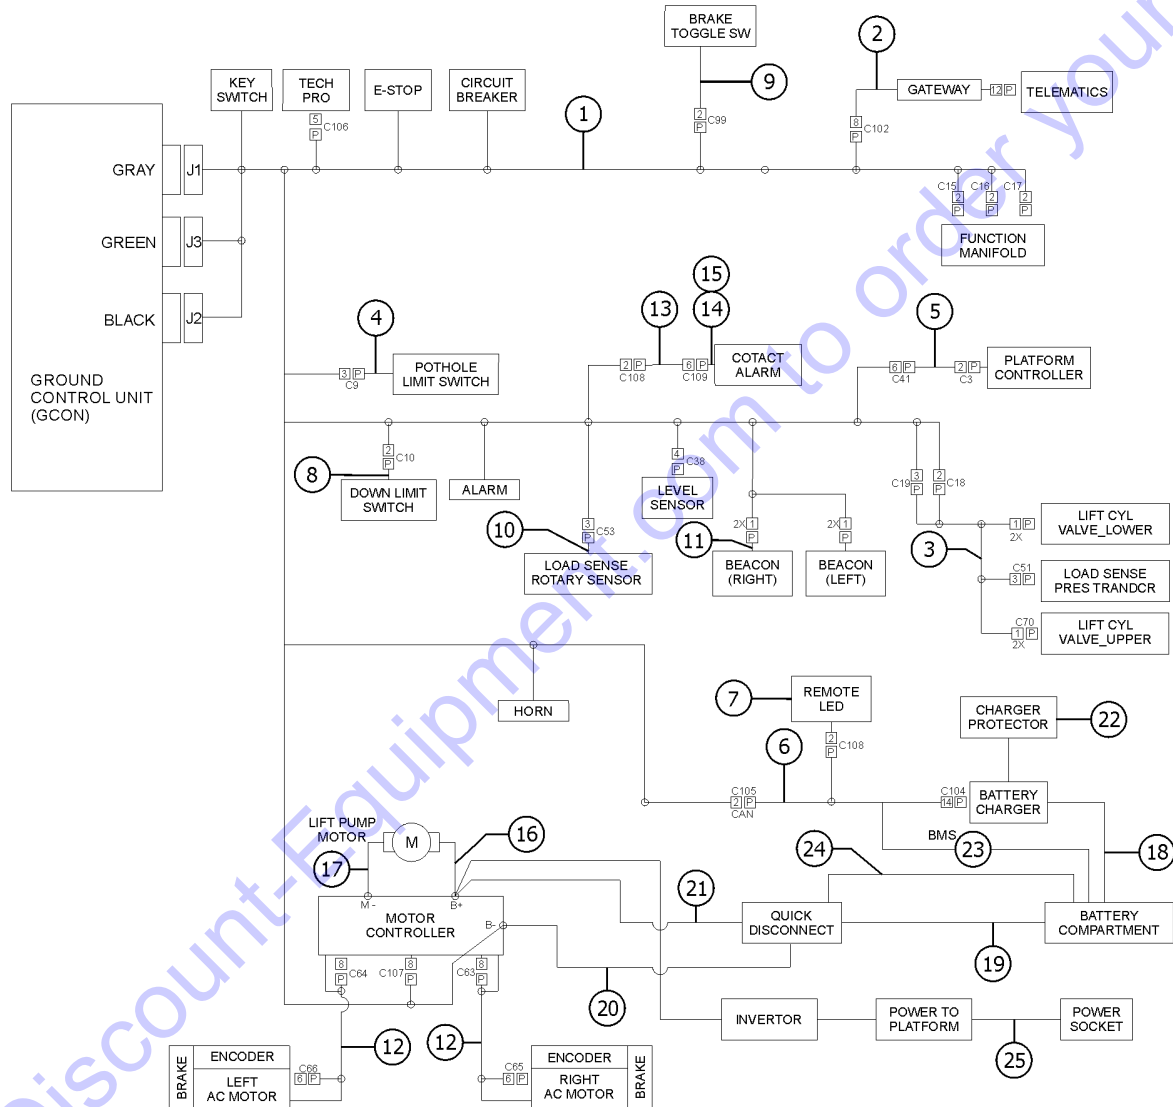 BRAKE
TOGGLE SW
2
9
KEY
SWITCH
TECH
PRO
E-STOP
CIRCUIT
BREAKER
GATEWAY
12 P
TELEMATICS
1
5
P
C106
2
P
C99
8
P
C102
GRAY
J1
GREEN
J3
BLACK
J2
GROUND
CONTROL UNIT
(GCON)
C15
2
P
C16
2
P
C17
2
P
FUNCTION
MANIFOLD
4
3 P
C9
POTHOLE
LIMIT SWITCH
13
15
14
2 P
C108
6 P
C109
COTACT
ALARM
5
6 P
C41
2 P
C3
PLATFORM
CONTROLLER
8
2
P
C10
DOWN LIMIT
SWITCH
ALARM
10
3
P
C53
LOAD SENSE
ROTARY SENSOR
4
P
C38
LEVEL
SENSOR
11
2X 1
P
BEACON
(RIGHT)
2X 1
P
BEACON
(LEFT)
C19
3
P
2
P
C18
3
1 P
2X
LIFT CYL
VALVE_LOWER
C51
3 P
LOAD SENSE
PRES TRANDCR
C70
1 P
2X
LIFT CYL
VALVE_UPPER
HORN
7
REMOTE
LED
2
P
C108
6
CHARGER
PROTECTOR
22
C105
2 P
CAN
C104
14 P
BATTERY
CHARGER
LIFT PUMP
MOTOR
M
16
17
BMS
23
24
18
M -
B+
B-
MOTOR
CONTROLLER
21
QUICK
DISCONNECT
BATTERY
COMPARTMENT
19
20
8
P
C64
C107
8
P
C63
8
P
INVERTOR
POWER TO
PLATFORM
POWER
SOCKET
25
12
12
BRAKE
ENCODER
LEFT
AC MOTOR
C66
6 P
C65
6 P
ENCODER
RIGHT
AC MOTOR
BRAKE
Discount-Equipment.com to order your